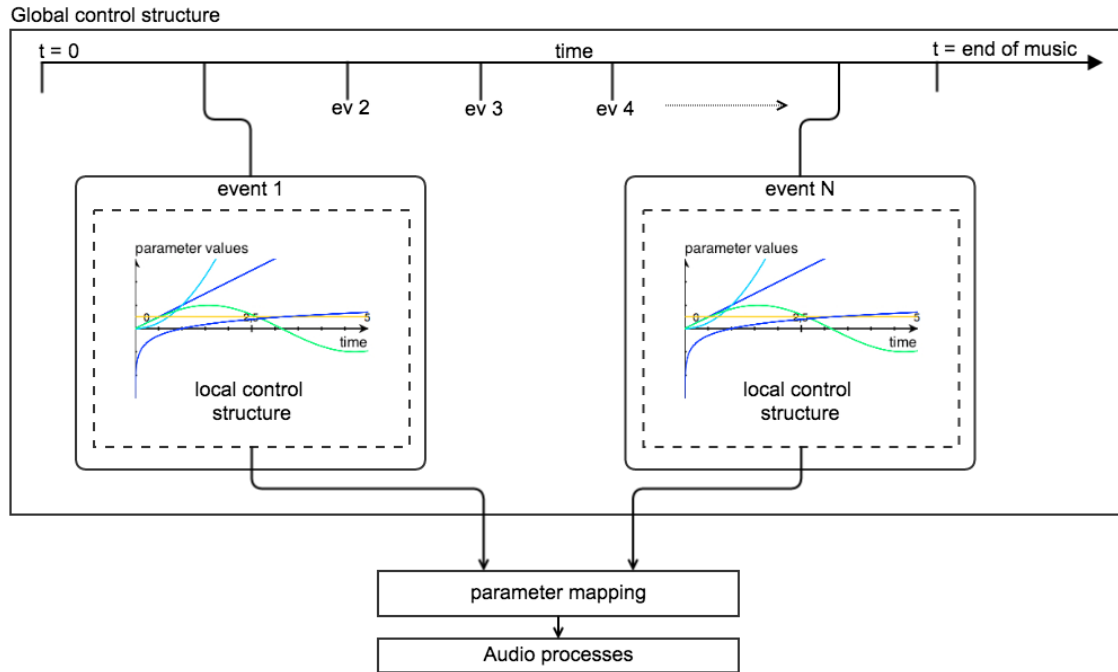 Global control structure
t = 0
time
t = end of music
ev 2
ev 3
ev 4
event 1
event N
parameter values
0
2.5
5
time
local control
structure
parameter values
0
2.5
5
time
local control
structure
parameter mapping
Audio processes